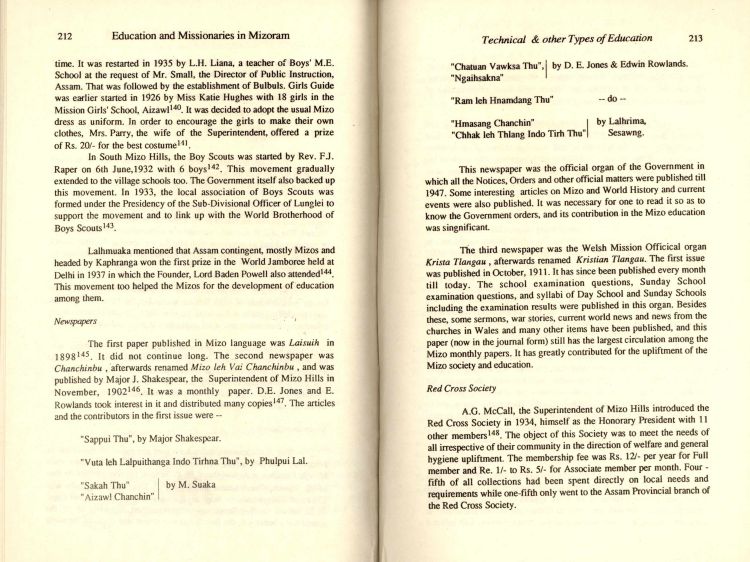 212 Education and Missionaries in Mizoram
time. It was restarted in 1935 by L.H. Liana, a teacher of Boys' M.E.
School at the request of Mr. Small, the Director of Public Instruction,
Assam. That was followed by the establishment of Bulbuls. Girls Guide
was earlier started in 1926 by Miss Katie Hughes with 18 girls in the
Mission Girls' School, Aizawl140. It was decided to adopt the usual Mizo
dress as uniform. In order to encourage the girls to make their own
clothes, Mrs. Parry, the wife of the Superintendent, offered a prize
of Rs. 20/- for the best costume141.
In South Mizo Hills, the Boy Scouts was started by Rev. F.J.
Raper on 6th June,1932 with 6 boys142. This movement gradually
extended to the village schools too. The Government itself also backed up
this movement. In 1933, the local association of Boys Scouts was
formed under the Presidency of the Sub-Divisional Officer of Lunglei to
support the movement and to link up with the World Brotherhood of
Boys Scouts143.
Lalhmuaka mentioned that Assam contingent, mostly Mizos and
headed by Kaphranga won the first prize in the World Jamboree held at
Delhi in 1937 in which the Founder, Lord Baden Powell also attended144.
This movement too helped the Mizos for the development of education
among them.
Newspapers
The first paper published in Mizo language was Laisuih in
1898145. It did not continue long. The second newspaper was
Chanchinbu , afterwards renamed Mizo leh Vai Chanchinbu , and was
published by Major J. Shakespear, the Superintendent of Mizo Hills in
November, 1902146. It was a monthly paper. D.E. Jones and E.
Rowlands took interest in it and distributed many copies147. The articles
and the contributors in the first issue were --
"Sappui Thu", by Major Shakespear.
"Vuta leh Lalpuithanga Indo Tirhna Thu", by Phulpui Lal.
"Sakah Thu" | by M. Suaka
"Aizawl Chanchin" |
Technical & other Types of Education 213
"Chatuan Vawksa Thu", | by D. E. Jones & Edwin Rowlands.
"Ngaihsakna" |
"Ram leh Hnamdang Thu" -- do --
"Hmasang Chanchin" | by Lalhrima,
"Chhak leh Thlang Indo Tirh Thu" | Sesawng.
This newspaper was the official organ of the Government in
which all the Notices, Orders and other official matters were published till
1947. Some interesting articles on Mizo and World History and current
events were also published. It was necessary for one to read it so as to
know the Government orders, and its contribution in the Mizo education
was singnificant.
The third newspaper was the Welsh Mission Officical organ
Krista Tlangau , afterwards renamed Kristian Tlangau. The first issue
was published in October, 1911. It has since been published every month
till today. The school examination questions, Sunday School
examination questions, and syllabi of Day School and Sunday Schools
including the examination results were published in this organ. Besides
these, some sermons, war stories, current world news and news from the
churches in Wales and many other items have been published, and this
paper (now in the journal form) still has the largest circulation among the
Mizo monthly papers. It has greatly contributed for the upliftment of the
Mizo society and education.
Red Cross Society
A.G. McCall, the Superintendent of Mizo Hills introduced the
Red Cross Society in 1934, himself as the Honorary President with 11
other members148. The object of this Society was to meet the needs of
all irrespective of their community in the direction of welfare and general
hygiene upliftment. The membership fee was Rs. 12/- per year for Full
member and Re. 1/- to Rs. 5/- for Associate member per month. Four -
fifth of all collections had been spent directly on local needs and
requirements while one-fifth only went to the Assam Provincial branch of
the Red Cross Society.